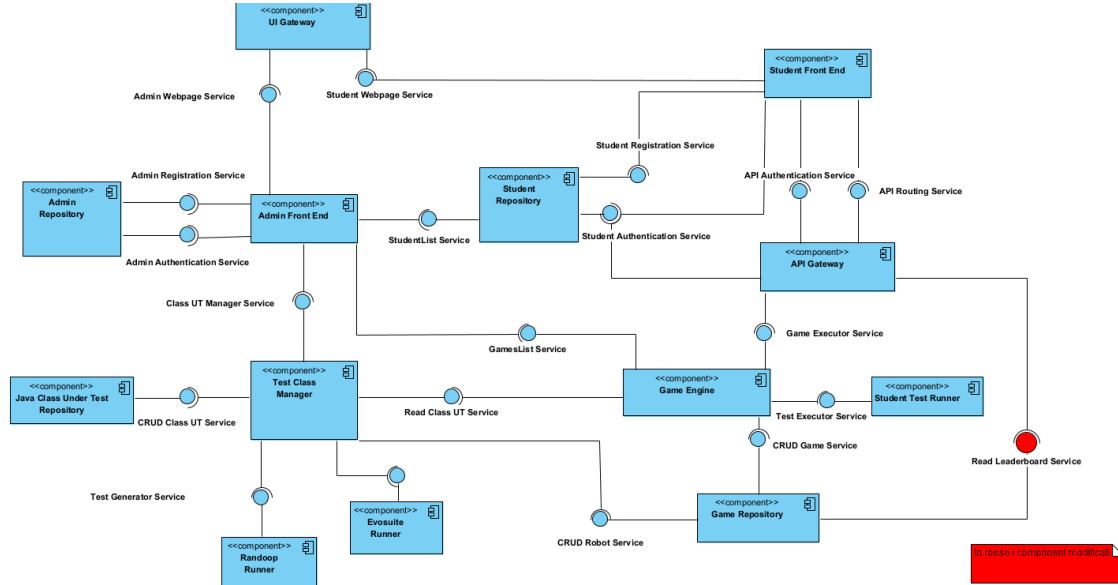 <<component>>
UI Gateway
<<component>>
Student Front End
Admin Webpage Service
Student Webpage Service
Student Registration Service
Admin Registration Service
<<component>>
Admin
Repository
<<component>>
Admin Front End
<<component>>
Student
Repository
API Authentication Service
API Routing Service
StudentList Service
Student Authentication Service
Admin Authentication Service
<<component>>
API Gateway
Class UT Manager Service
Game Executor Service
GamesList Service
<<component>>
Java Class Under Test
Repository
<<component>>
Test Class
Manager
<<component>>
Game Engine
<<component>>
Student Test Runner
CRUD Class UT Service
Read Class UT Service
Test Executor Service
CRUD Game Service
Read Leaderboard Service
Test Generator Service
<<component>>
Evosuite
Runner
<<component>>
Game Repository
CRUD Robot Service
<<component>>
Randoop
Runner
In rosso i component modificati